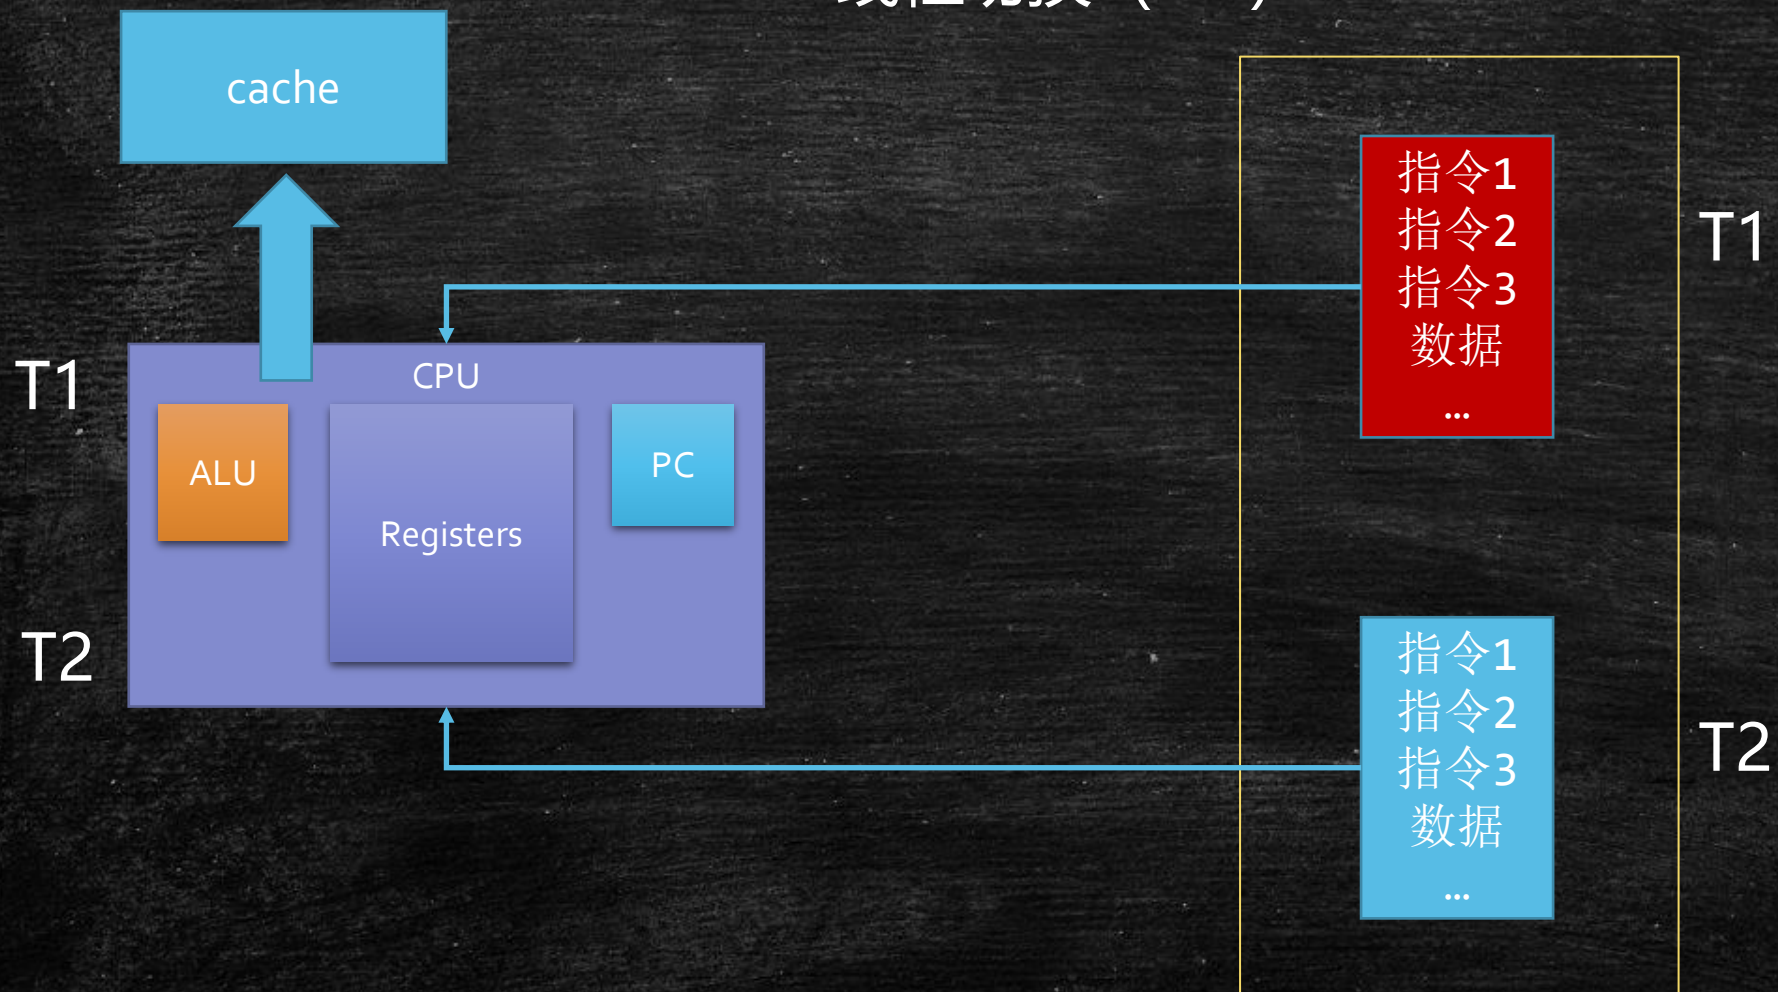 cache
指令1
指令2
指令3
数据
...
T1
T1
CPU
ALU
Registers
PC
T2
指令1
指令2
指令3
数据
...
T2